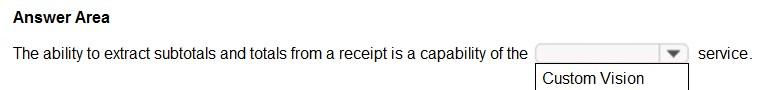 Answer Area
The ability to extract subtotals and totals from a receipt is a capability of the service.
Custom Vision